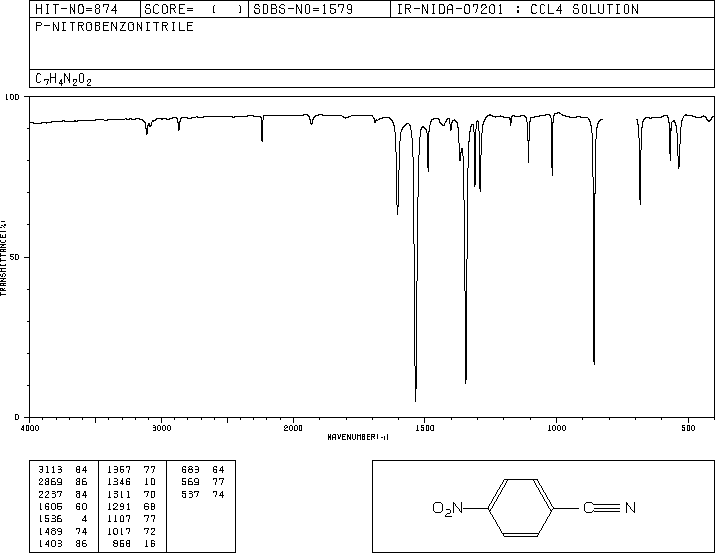 HIT-NO=874 SCORE= ( ) SDBS-NO=1579 IR-NIDA-07201 : CCL4 SOLUTION
P-NITROBENZONITRILE
C7H4N2O2
100
50
0
TRANSMITTANCE(%)
4000 3000 2000 1500 1000 500
WAVENUMBER(-1)
3113 84 1367 77 683 64
2869 86 1346 10 569 77
2237 84 1311 70 537 74
1605 60 1291 68
1536 4 1107 77
1489 74 1017 72
1403 86 858 16
O2N C N